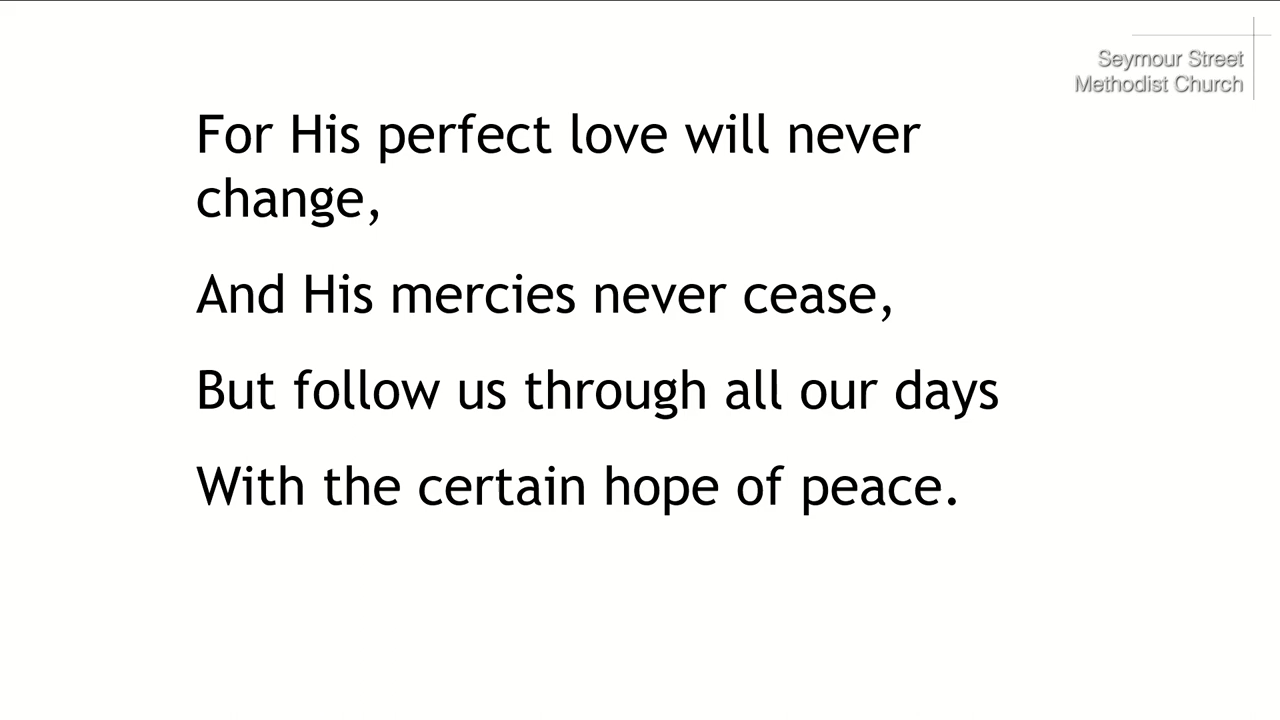 Seymour Street
Methodist Church
For His perfect love will never
change,
And His mercies never cease,
But follow us through all our days
With the certain hope of peace.